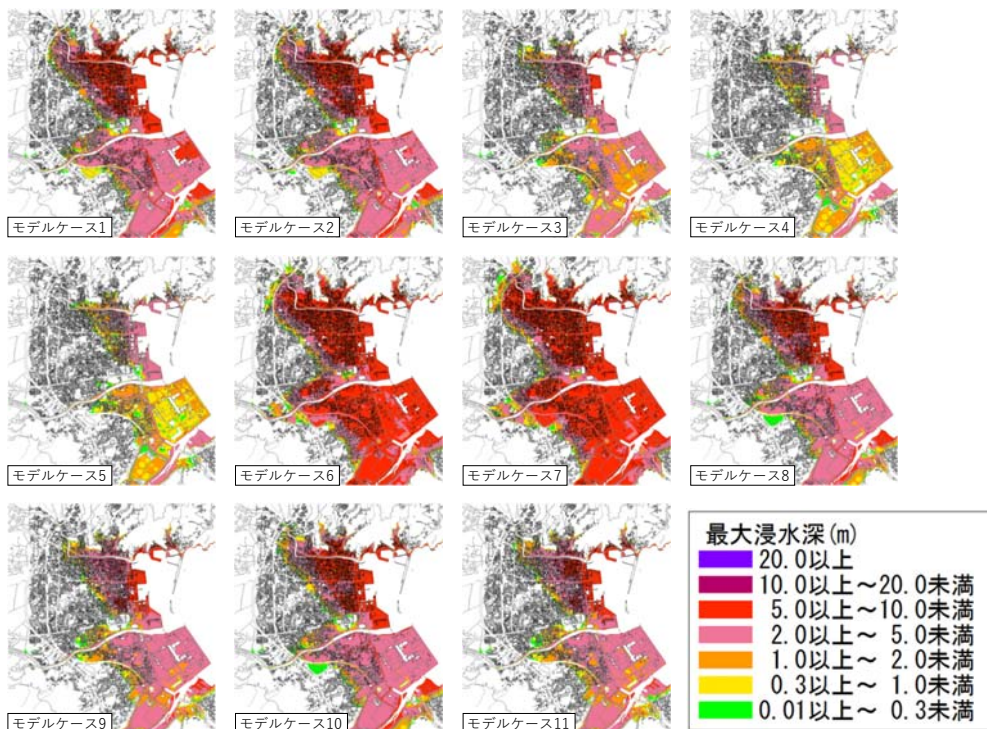 モデルケース1
モデルケース2
モデルケース3
モデルケース4
モデルケース5
モデルケース6
モデルケース7
モデルケース8
モデルケース9
モデルケース10
モデルケース11
最大浸水深(m)
20.0以上
10.0以上～20.0未満
5.0以上～10.0未満
2.0以上～ 5.0未満
1.0以上～ 2.0未満
0.3以上～ 1.0未満
0.01以上～ 0.3未満